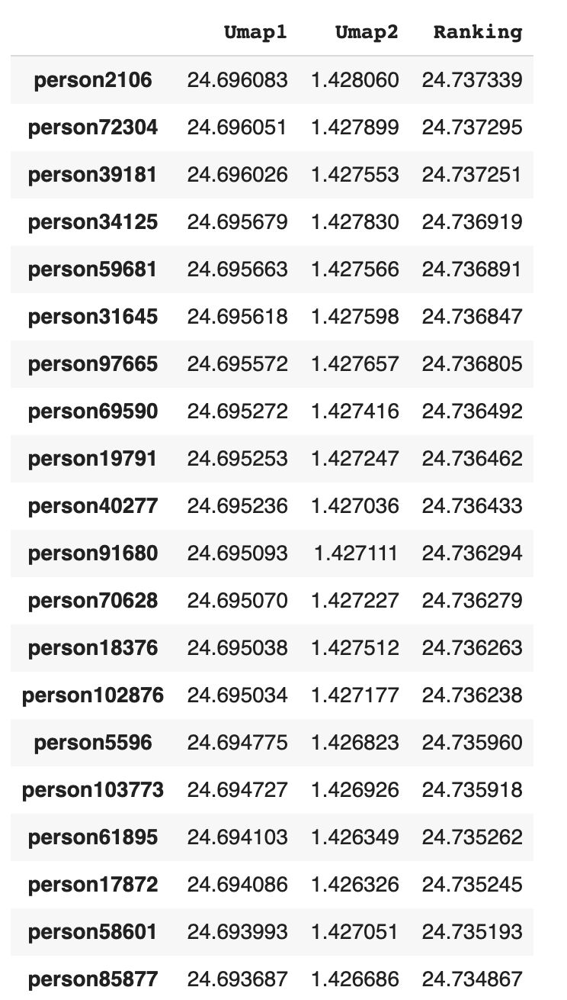 Umap1 Umap2 Ranking
person2106 24.696083 1.428060 24.737339
person72304 24.696051 1.427899 24.737295
person39181 24.696026 1.427553 24.737251
person34125 24.695679 1.427830 24.736919
person59681 24.695663 1.427566 24.736891
person31645 24.695618 1.427598 24.736847
person97665 24.695572 1.427657 24.736805
person69590 24.695272 1.427416 24.736492
person19791 24.695253 1.427247 24.736462
person40277 24.695236 1.427036 24.736433
person91680 24.695093 1.427111 24.736294
person70628 24.695070 1.427227 24.736279
person18376 24.695038 1.427512 24.736263
person102876 24.695034 1.427177 24.736238
person5596 24.694775 1.426823 24.735960
person103773 24.694727 1.426926 24.735918
person61895 24.694103 1.426349 24.735262
person17872 24.694086 1.426326 24.735245
person58601 24.693993 1.427051 24.735193
person85877 24.693687 1.426686 24.734867